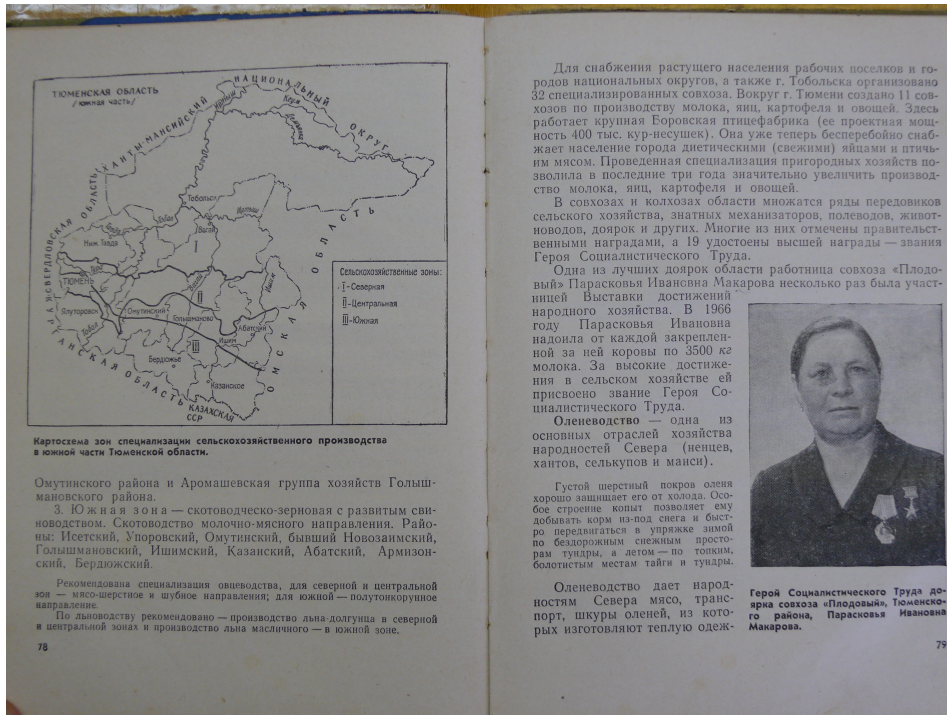 ТЮМЕНСКАЯ ОБЛАСТЬ
/южная часть/
ХАНТЫ-МАНСИЙСКИЙ
НАЦИОНАЛЬНЫЙ
ОКРУГ
СВЕРДЛОВСКАЯ ОБЛАСТЬ
Иртыш
Демьянка
Тобольск
Тобол
Иртыш
Вагай
Ниж. Тавда
I
Тура
ТЮМЕНЬ
Вагай
Ишим
II
Ялуторовск
Омутинский
Голышманово
Абатский
Тобол
III
Ишим
Бердюжье
Казанское
ОМСКАЯ ОБЛАСТЬ
КАЗАХСКАЯ
ССР
Сельскохозяйственные зоны:
I-Северная
II-Центральная
III-Южная
Картосхема зон специализации сельскохозяйственного производства
в южной части Тюменской области.
Омутинского района и Аромашевская группа хозяйств Голыш-
мановского района.
3. Южная зона — скотоводческо-зерновая с развитым сви-
новодством. Скотоводство молочно-мясного направления. Райо-
ны: Исетский, Упоровский, Омутинский, бывший Новозаимский,
Голышмановский, Ишимский, Казанский, Абатский, Армизон-
ский, Бердюжский.
Рекомендована специализация овцеводства, для северной и центральной
зон — мясо-шерстное и шубное направления; для южной — полутонкорунное
направление.
По льноводству рекомендовано — производство льна-долгунца в северной
и центральной зонах и производство льна масличного — в южной зоне.
78
Для снабжения растущего населения рабочих поселков и го-
родов национальных округов, а также г. Тобольска организовано
32 специализированных совхоза. Вокруг г. Тюмени создано 11 сов-
хозов по производству молока, яиц, картофеля и овощей. Здесь
работает крупная Боровская птицефабрика (ее проектная мощ-
ность 400 тыс. кур-несушек). Она уже теперь бесперебойно снаб-
жает население города диетическими (свежими) яйцами и птичь-
им мясом. Проведенная специализация пригородных хозяйств по-
зволила в последние три года значительно увеличить производ-
ство молока, яиц, картофеля и овощей.
В совхозах и колхозах области множатся ряды передовиков
сельского хозяйства, знатных механизаторов, полеводов, живот-
новодов, доярок и других. Многие из них отмечены правительст-
венными наградами, а 19 удостоены высшей награды — звания
Героя Социалистического Труда.
Одна из лучших доярок области работница совхоза «Плодо-
вый» Парасковья Ивановна Макарова несколько раз была участ-
ницей Выставки достижений
народного хозяйства. В 1966
году Парасковья Ивановна
надоила от каждой закреплен-
ной за ней коровы по 3500 кг
молока. За высокие достиже-
ния в сельском хозяйстве ей
присвоено звание Героя Со-
циалистического Труда.
Оленеводство — одна из
основных отраслей хозяйства
народностей Севера (ненцев,
хантов, селькупов и манси).
Густой шерстный покров оленя
хорошо защищает его от холода. Осо-
бое строение копыт позволяет ему
добывать корм из-под снега и быст-
ро передвигаться в упряжке зимой
по бездорожным снежным просто-
рам тундры, а летом — по топким,
болотистым местам тайги и тундры.
Оленеводство дает народ-
ностям Севера мясо, транс-
порт, шкуры оленей, из кото-
рых изготовляют теплую одеж-
Герой Социалистического Труда до-
ярка совхоза «Плодовый», Тюменско-
го района, Парасковья Ивановна
Макарова.
79